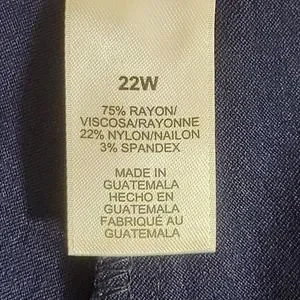 22W
75% RAYON/
VISCOSA/RAYONNE
22% NYLON/NAILON
3% SPANDEX
MADE IN
GUATEMALA
HECHO EN
GUATEMALA
FABRIQUÉ AU
GUATEMALA